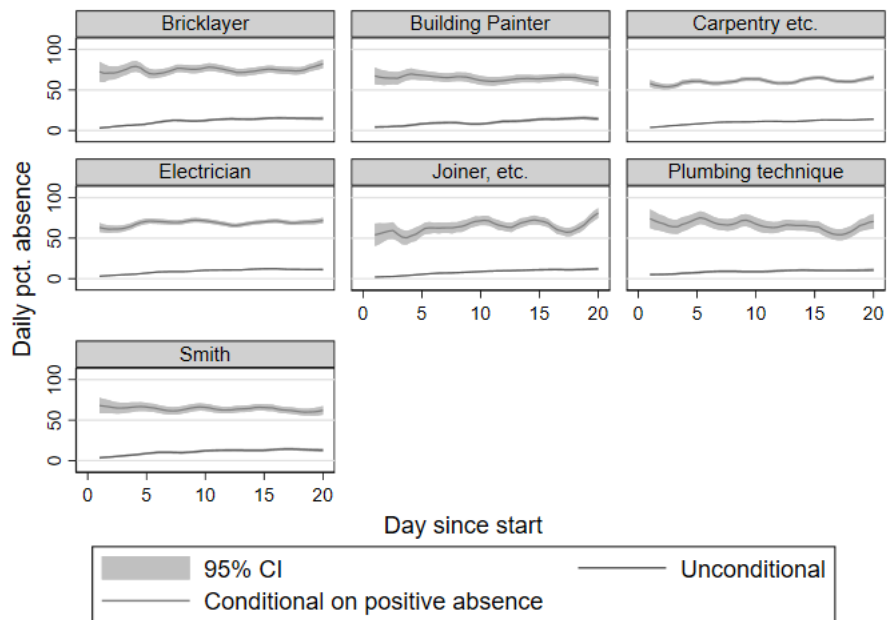 Bricklayer
Building Painter
Carpentry etc.
0 50 100
Electrician
Joiner, etc.
Plumbing technique
0 50 100
0 5 10 15 20
0 5 10 15 20
Smith
0 50 100
0 5 10 15 20
Daily pct. absence
Day since start
95% CI
Unconditional
Conditional on positive absence